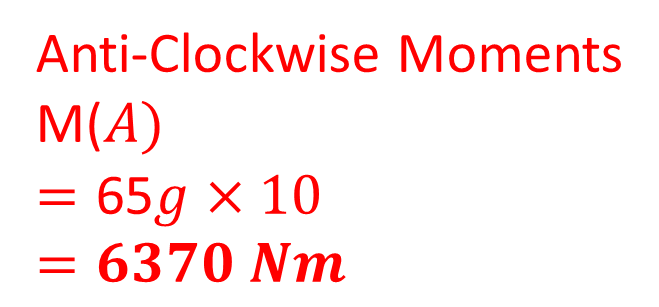 Anti-Clockwise Moments
M(A)
= 65g × 10
= 6370 Nm